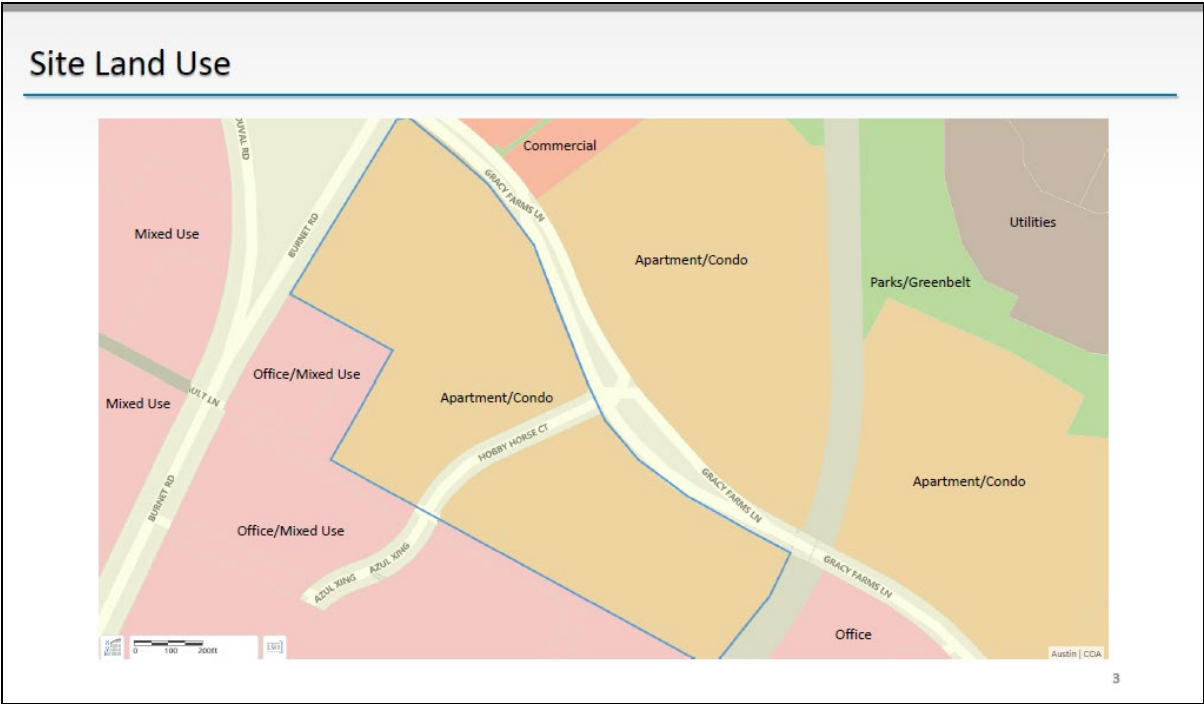 Site Land Use
DUVAL RD
Commercial
GRACY FARMS LN
Mixed Use
BURNET RD
Utilities
Apartment/Condo
Parks/Greenbelt
Office/Mixed Use
Apartment/Condo
Mixed Use
ULT LN
HOBBY HORSE CT
BURNET RD
GRACY FARMS LN
Apartment/Condo
Office/Mixed Use
AZUL XING
AZUL XING
GRACY FARMS LN
Office
0 100 200ft
Austin | COA
3